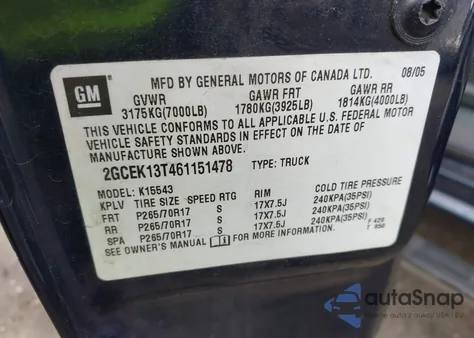 GM
MFD BY GENERAL MOTORS OF CANADA LTD. 08/05
GVWR GAWR FRT GAWR RR
3175KG(7000LB) 1780KG(3925LB) 1814KG(4000LB)
THIS VEHICLE CONFORMS TO ALL APPLICABLE U.S. FEDERAL MOTOR
VEHICLE SAFETY STANDARDS IN EFFECT ON THE DATE OF
MANUFACTURE SHOWN ABOVE.
2GCEK13T461151478 TYPE: TRUCK
MODEL: K15543
KPLV TIRE SIZE SPEED RTG RIM COLD TIRE PRESSURE
FRT P265/70R17 S 17X7.5J 240KPA(35PSI)
RR P265/70R17 S 17X7.5J 240KPA(35PSI)
SPA P265/70R17 S 17X7.5J 240KPA(35PSI)
SEE OWNER'S MANUAL FOR MORE INFORMATION.
F 425
T 950
autoSnap